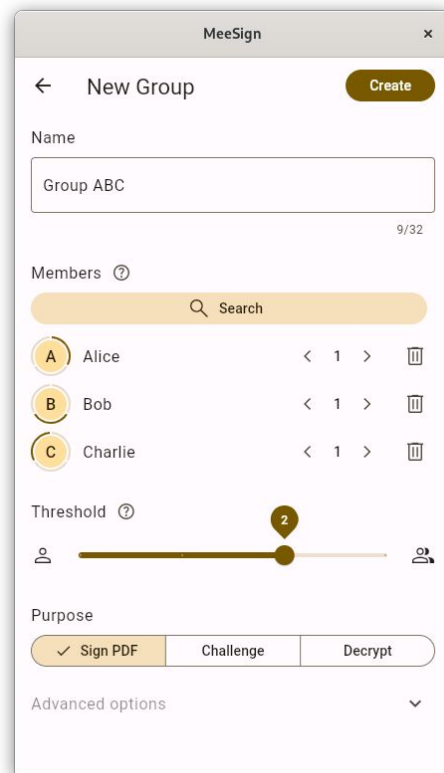 MeeSign ×
New Group Create
Name
Group ABC
9/32
Members ?
Search
A Alice < 1 >
B Bob < 1 >
C Charlie < 1 >
Threshold ?
2
Purpose
✓ Sign PDF Challenge Decrypt
Advanced options